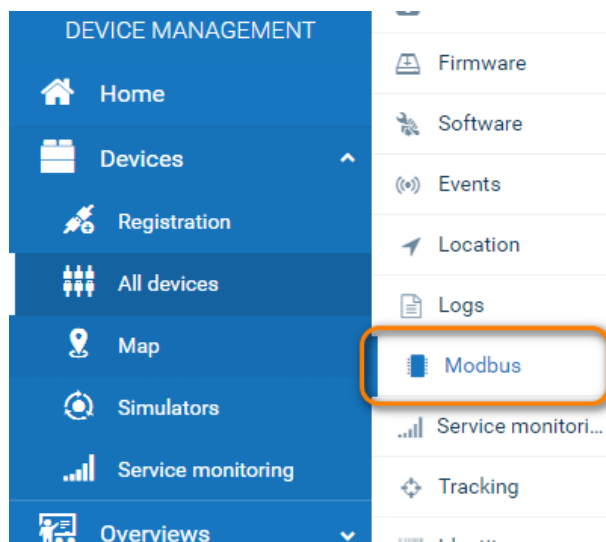 DEVICE MANAGEMENT
Home
Devices
Registration
All devices
Map
Simulators
Service monitoring
Overviews
Firmware
Software
Events
Location
Logs
Modbus
Service monitori...
Tracking